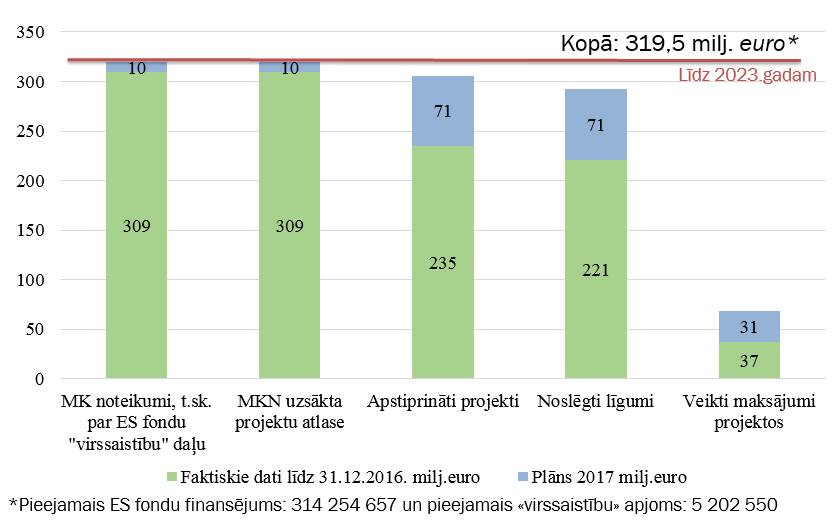 350
Kopā: 319,5 milj. euro*
Līdz 2023.gadam
300
250
200
150
100
50
0
10
309
10
309
71
235
71
221
31
37
MK noteikumi, t.sk.
par ES fondu
"virssaistību" daļu
MKN uzsākta
projektu atlase
Apstiprināti projekti
Noslēgti līgumi
Veikti maksājumi
projektos
Faktiskie dati līdz 31.12.2016. milj.euro
Plāns 2017 milj.euro
*Pieejamais ES fondu finansējums: 314 254 657 un pieejamais «virssaistību» apjoms: 5 202 550